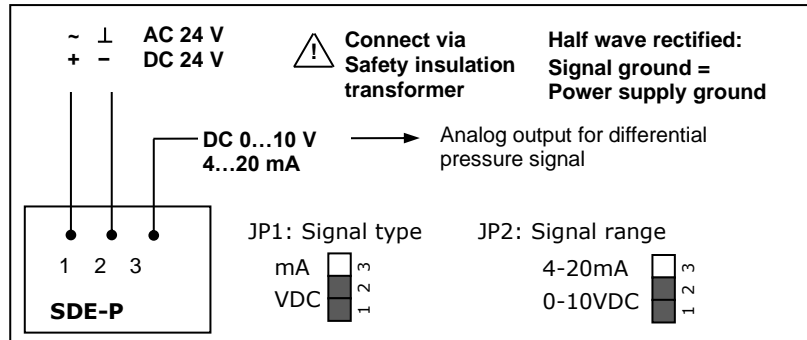 ~ ⊥ AC 24 V
+ – DC 24 V
Connect via
Safety insulation
transformer
Half wave rectified:
Signal ground =
Power supply ground
DC 0…10 V
4…20 mA
Analog output for differential
pressure signal
1 2 3
SDE-P
JP1: Signal type
mA
VDC
3
2
1
JP2: Signal range
4-20mA
0-10VDC
3
2
1